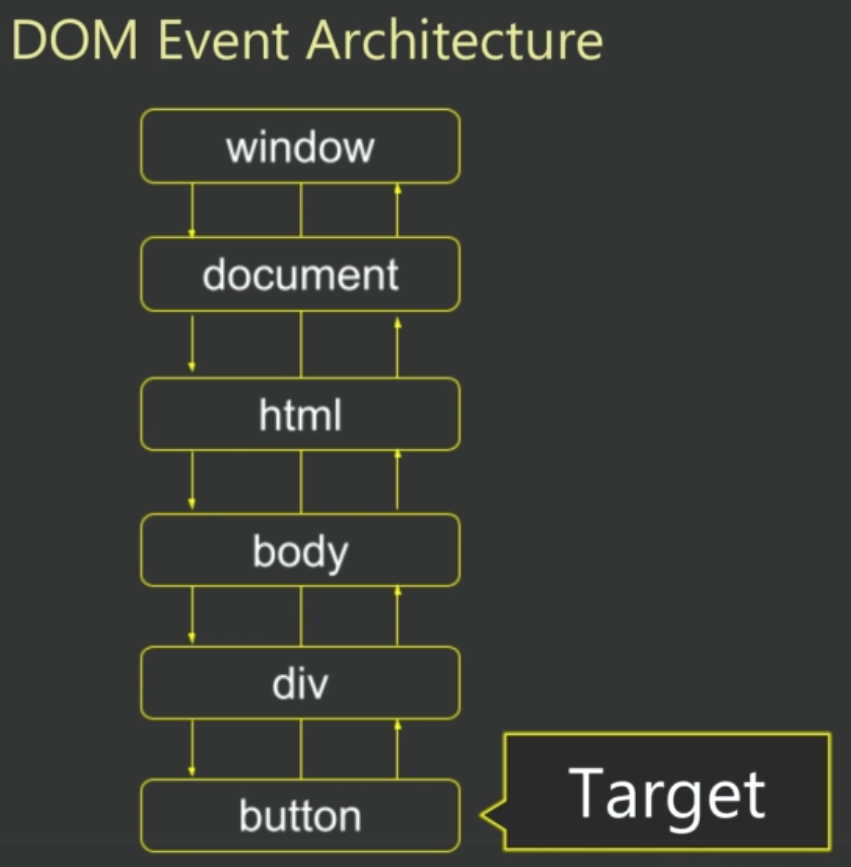 DOM Event Architecture
window
document
html
body
div
button
Target